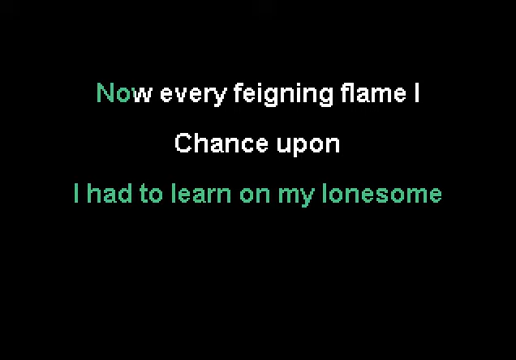 Now every feigning flame I
Chance upon
I had to learn on my lonesome